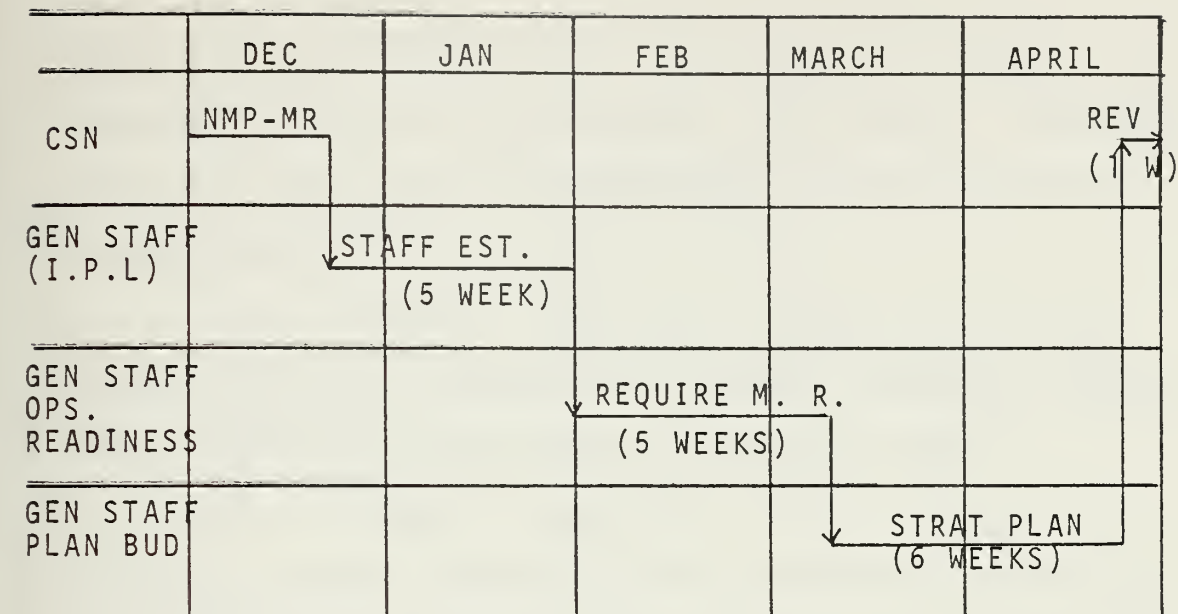 DEC JAN FEB MARCH APRIL
CSN
NMP-MR
REV
(1 W)
GEN STAFF
(I.P.L)
STAFF EST.
(5 WEEK)
GEN STAFF
OPS.
READINESS
REQUIRE M. R.
(5 WEEKS)
GEN STAFF
PLAN BUD
STRAT PLAN
(6 WEEKS)